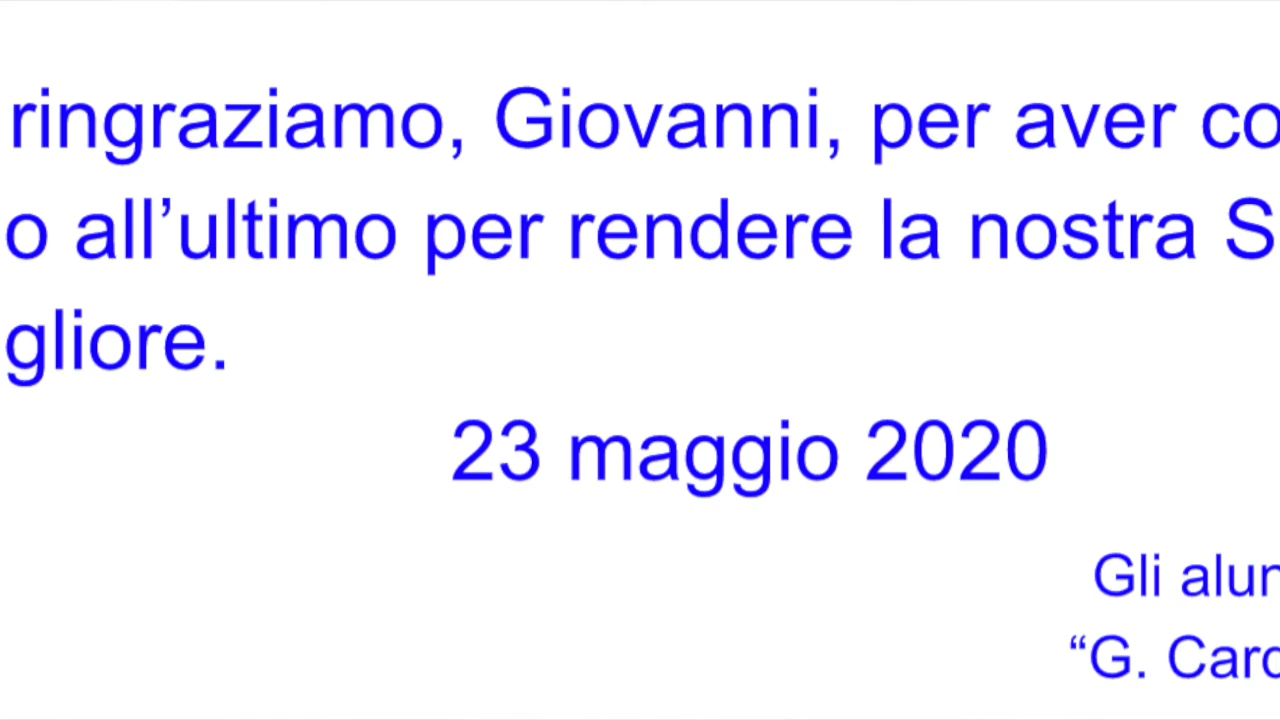 ringraziamo, Giovanni, per aver co
o all’ultimo per rendere la nostra S
gliore.
23 maggio 2020
Gli alun
“G. Card